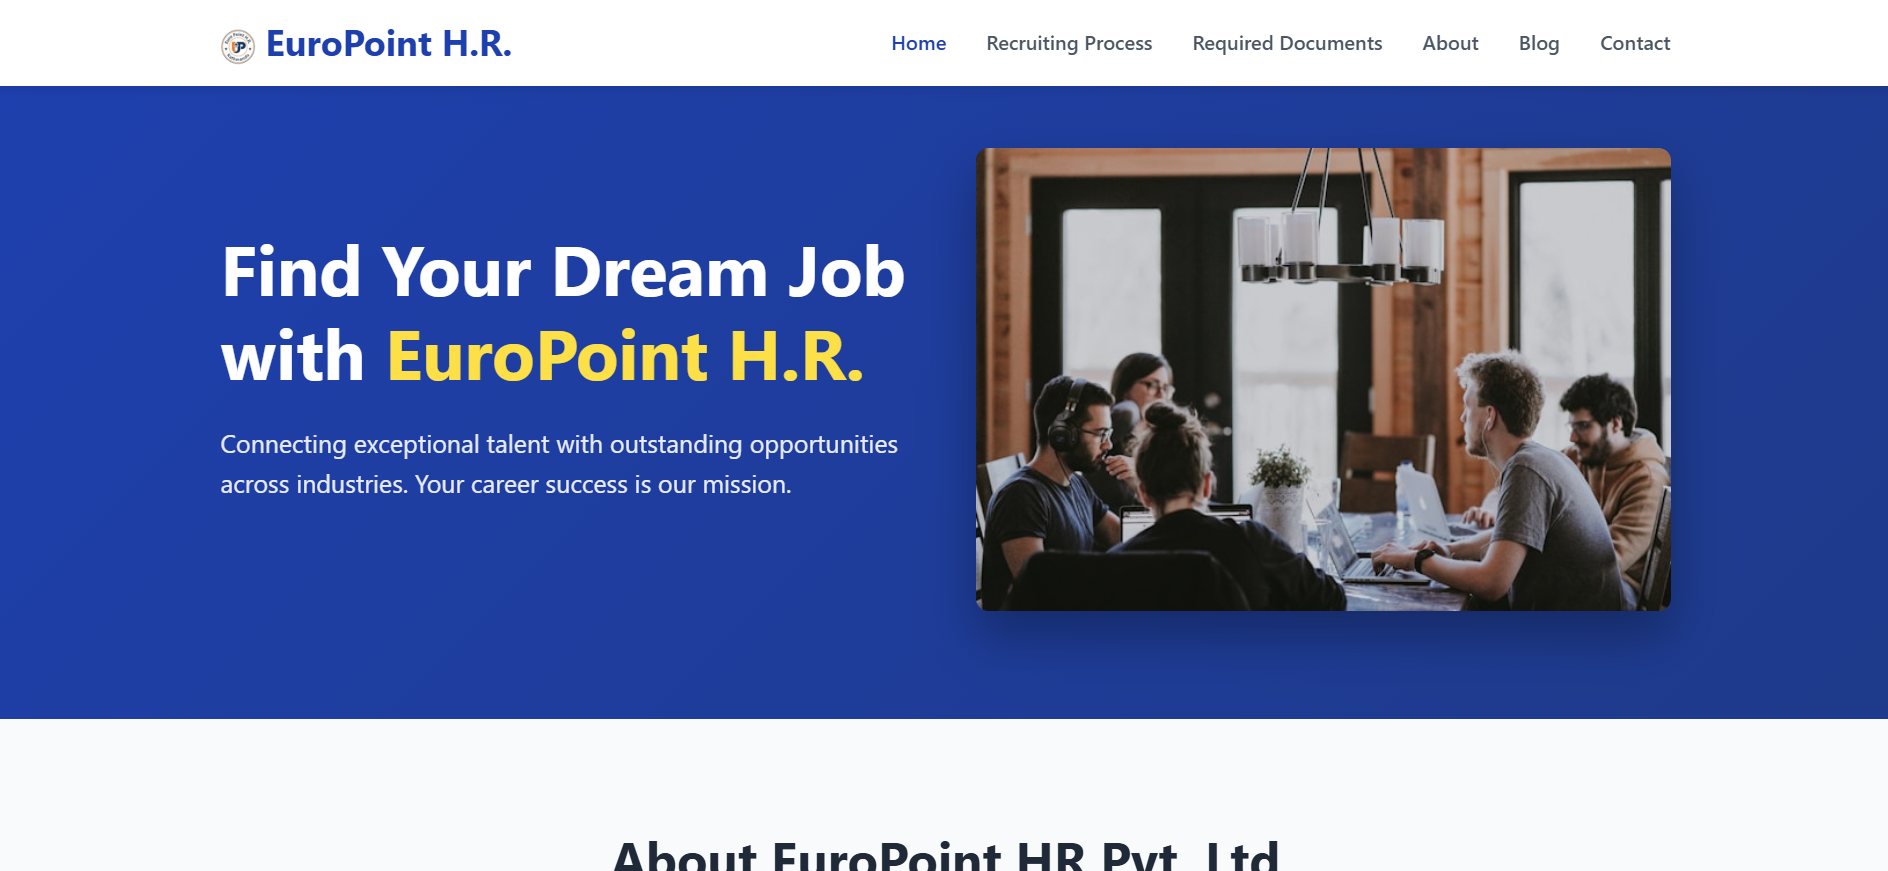 EuroPoint H.R.
Home Recruiting Process Required Documents About Blog Contact
Find Your Dream Job
with EuroPoint H.R.
Connecting exceptional talent with outstanding opportunities
across industries. Your career success is our mission.
About EuroPoint HR Pvt. Ltd